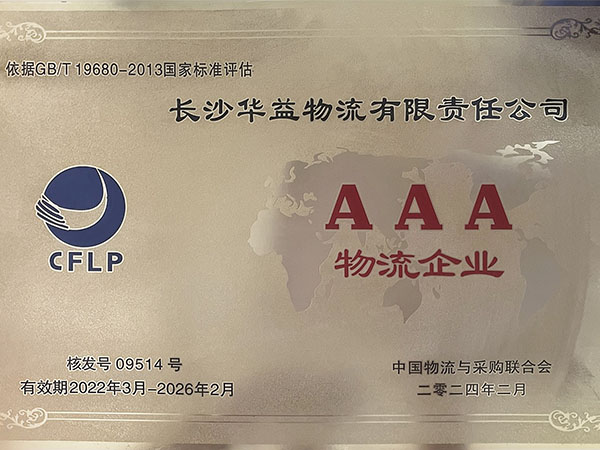 依据GB/T 19680-2013国家标准评估
长沙华益物流有限责任公司
AAA
物流企业
CFLP
核发号 09514 号
有效期2022年3月-2026年2月
中国物流与采购联合会
二零二四年二月